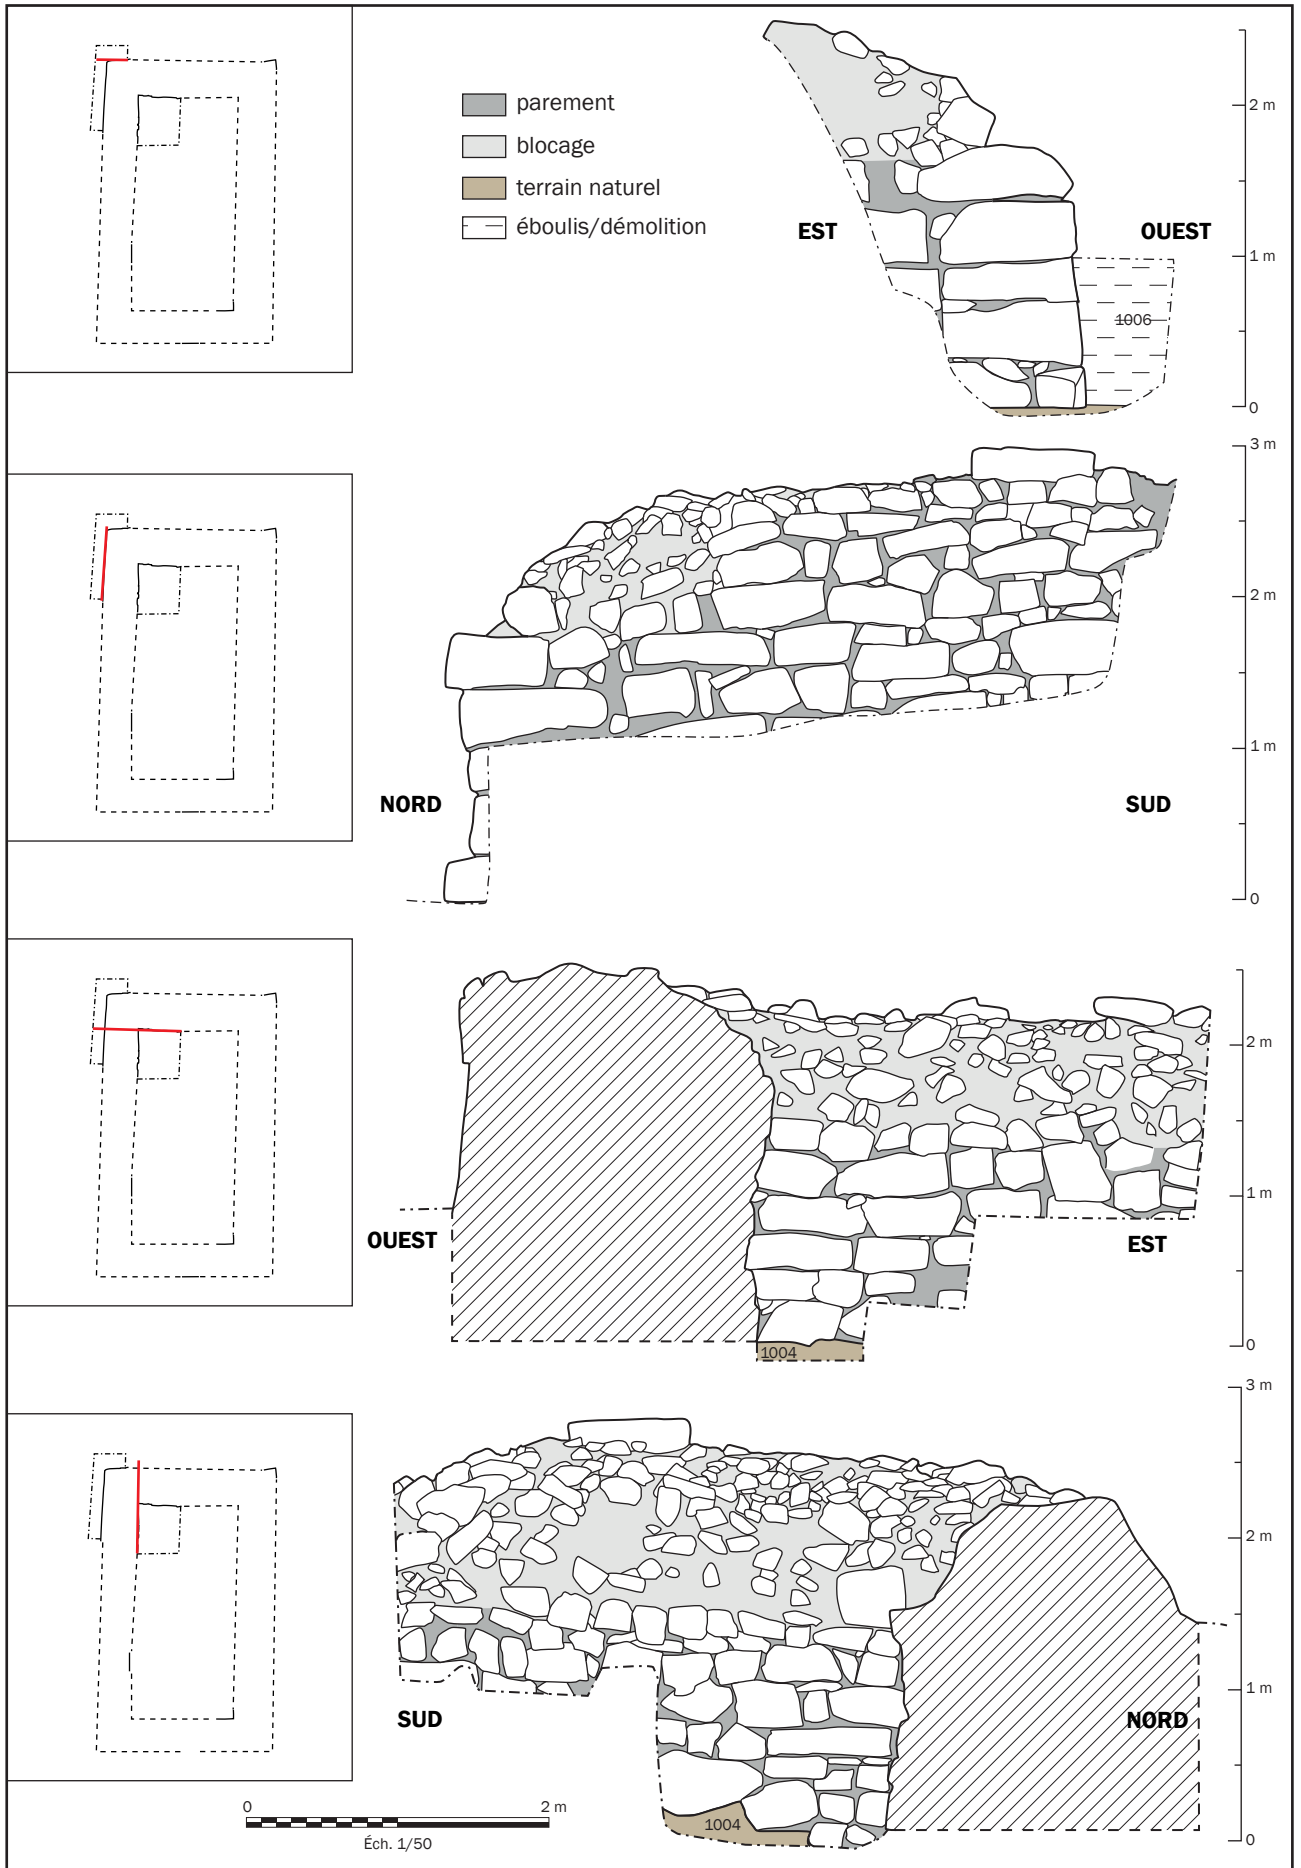 parement
blocage
terrain naturel
éboulis/démolition
EST
OUEST
1006
2 m
1 m
0
3 m
2 m
1 m
0
NORD
SUD
2 m
1 m
0
OUEST
EST
1004
3 m
2 m
1 m
0
SUD
NORD
1004
0
2 m
Éch. 1/50